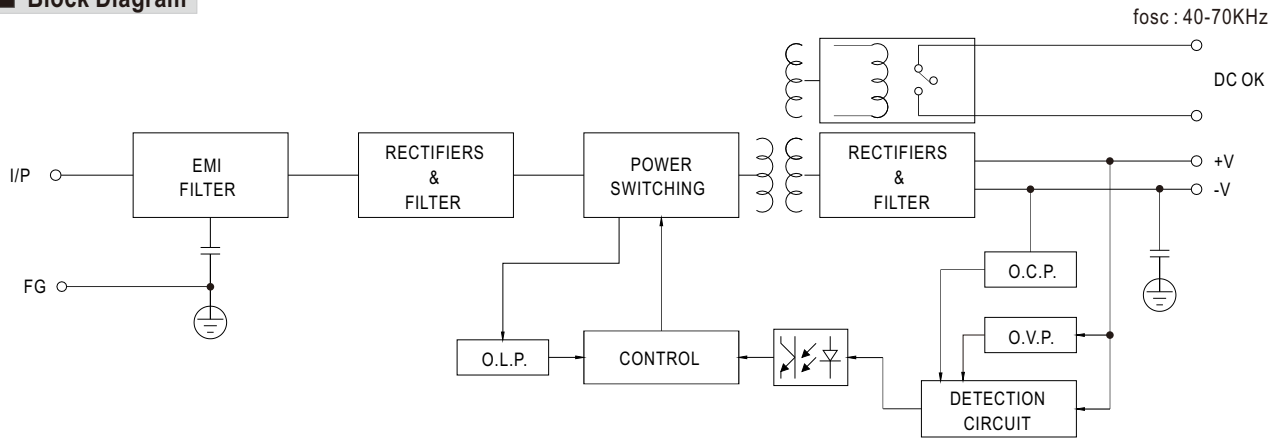 ■ Block Diagram
fosc : 40-70KHz
DC OK
I/P
EMI
FILTER
RECTIFIERS
&
FILTER
POWER
SWITCHING
RECTIFIERS
&
FILTER
+V
-V
FG
O.C.P.
O.V.P.
O.L.P.
CONTROL
DETECTION
CIRCUIT